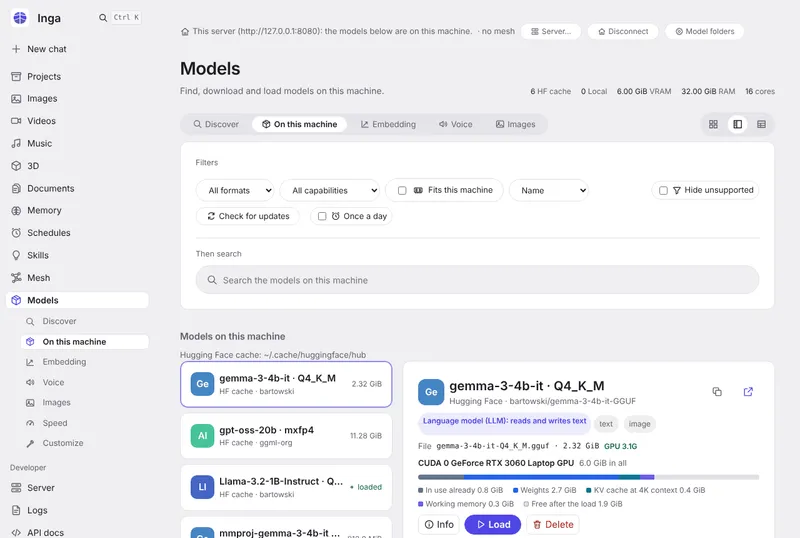 Inga
Ctrl K
New chat
Projects
Images
Videos
Music
3D
Documents
Memory
Schedules
Skills
Mesh
Models
Discover
On this machine
Embedding
Voice
Images
Speed
Customize
Developer
Server
Logs
API docs
This server (http://127.0.0.1:8080): the models below are on this machine. · no mesh
Server...
Disconnect
Model folders
Models
Find, download and load models on this machine.
6 HF cache 0 Local 6.00 GiB VRAM 32.00 GiB RAM 16 cores
Discover
On this machine
Embedding
Voice
Images
Filters
All formats
All capabilities
Fits this machine
Name
Hide unsupported
Check for updates
Once a day
Then search
Search the models on this machine
Models on this machine
Hugging Face cache: ~/.cache/huggingface/hub
Ge
gemma-3-4b-it · Q4_K_M
HF cache · bartowski
2.32 GiB
AI
gpt-oss-20b · mxfp4
HF cache · ggml-org
11.28 GiB
Ll
Llama-3.2-1B-Instruct · Q...
HF cache · bartowski
• loaded
mmproj-gemma-3-4b-it ...
Ge
gemma-3-4b-it · Q4_K_M
Hugging Face · bartowski/gemma-3-4b-it-GGUF
Language model (LLM): reads and writes text
text
image
File gemma-3-4b-it-Q4_K_M.gguf · 2.32 GiB GPU 3.1G
CUDA 0 GeForce RTX 3060 Laptop GPU 6.0 GiB in all
In use already 0.8 GiB
Weights 2.7 GiB
KV cache at 4K context 0.4 GiB
Working memory 0.3 GiB
Free after the load 1.9 GiB
Info
Load
Delete